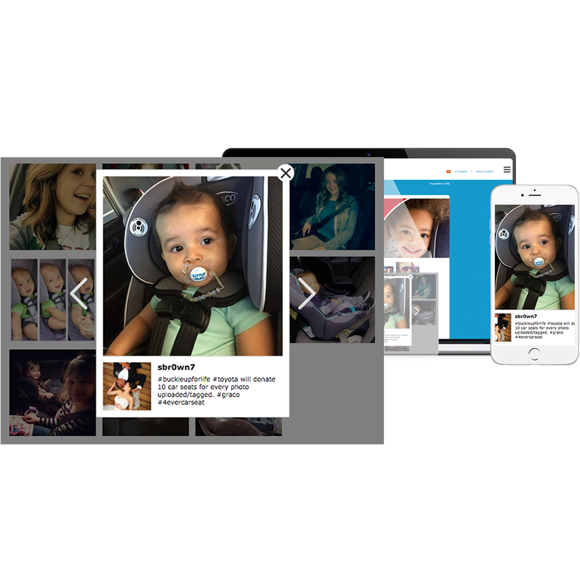 sbr0wn7
#buckleupforlife #toyota will donate
10 car seats for every photo
uploaded/tagged. #graco
#4evercarseat
sbr0wn7
#buckleupforlife #toyota will donate
10 car seats for every photo
uploaded/tagged. #graco
#4evercarseat